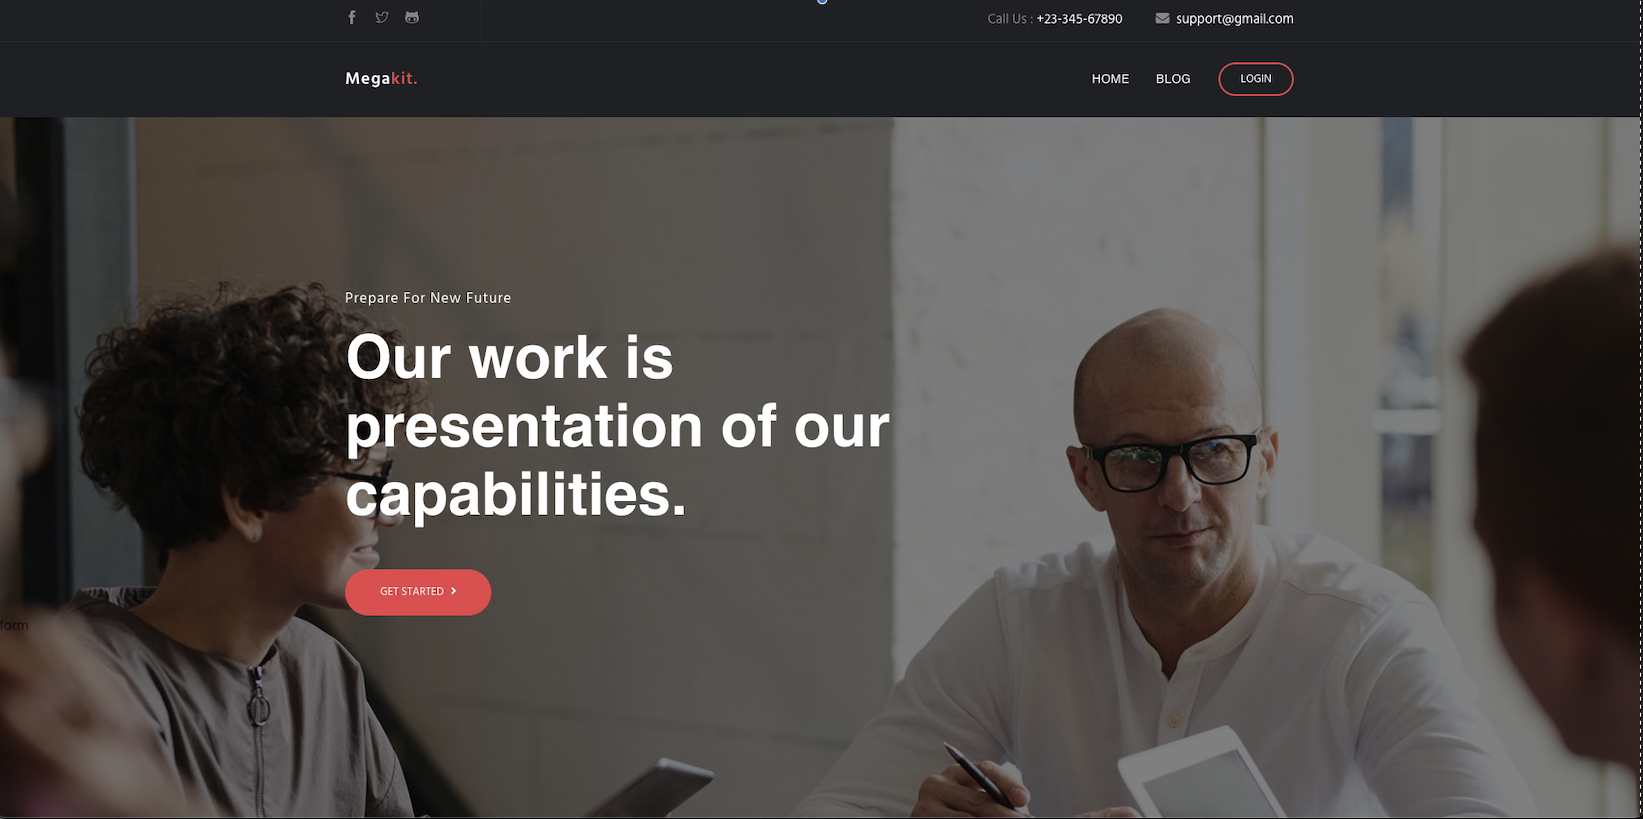 Call Us : +23-345-67890 support@gmail.com
Megakit. HOME BLOG LOGIN
Prepare For New Future
Our work is
presentation of our
capabilities.
GET STARTED
form